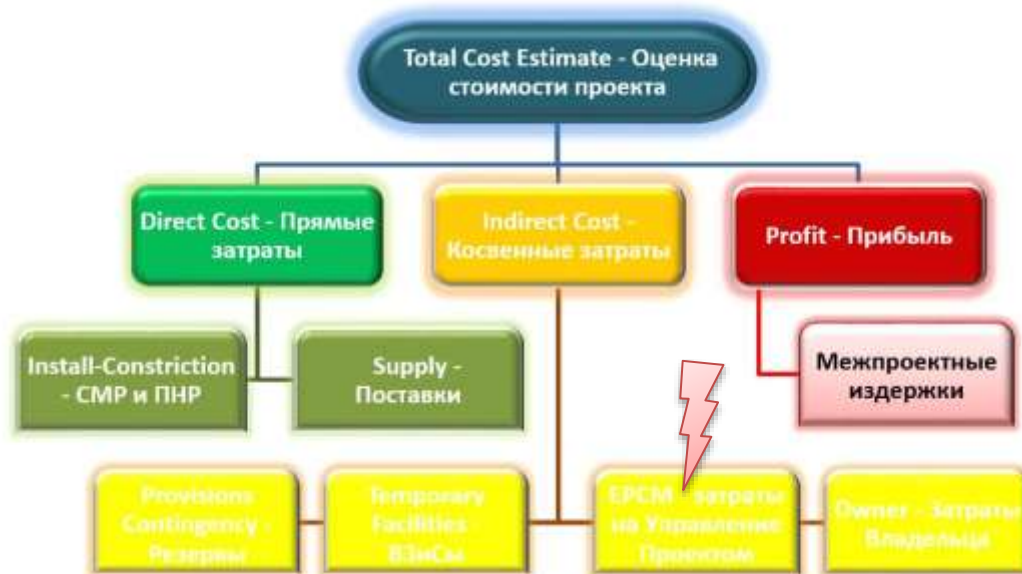 Total Cost Estimate - Оценка
стоимости проекта
Direct Cost - Прямые
затраты
Indirect Cost -
Косвенные затраты
Profit - Прибыль
Install-Constriction
- СМР и ПНР
Supply -
Поставки
Межпроектные
издержки
Provisions
Contingency -
Резервы
Temporary
Facilities -
ВЗиСы
EPCM - затраты
на Управление
Проектом
Owner - Затраты
Владельца